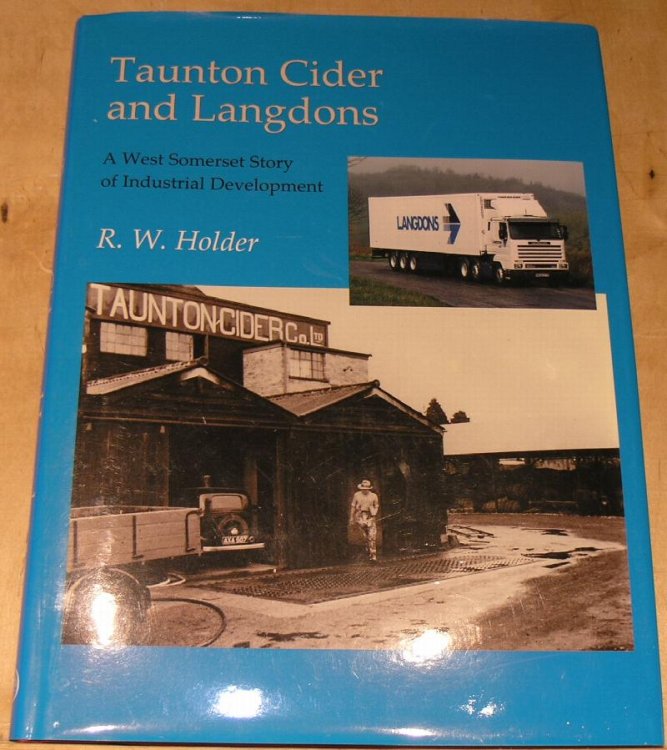 Taunton Cider
and Langdons
A West Somerset Story
of Industrial Development
R. W. Holder
LANGDONS
TAUNTON·CIDER Co. LTD